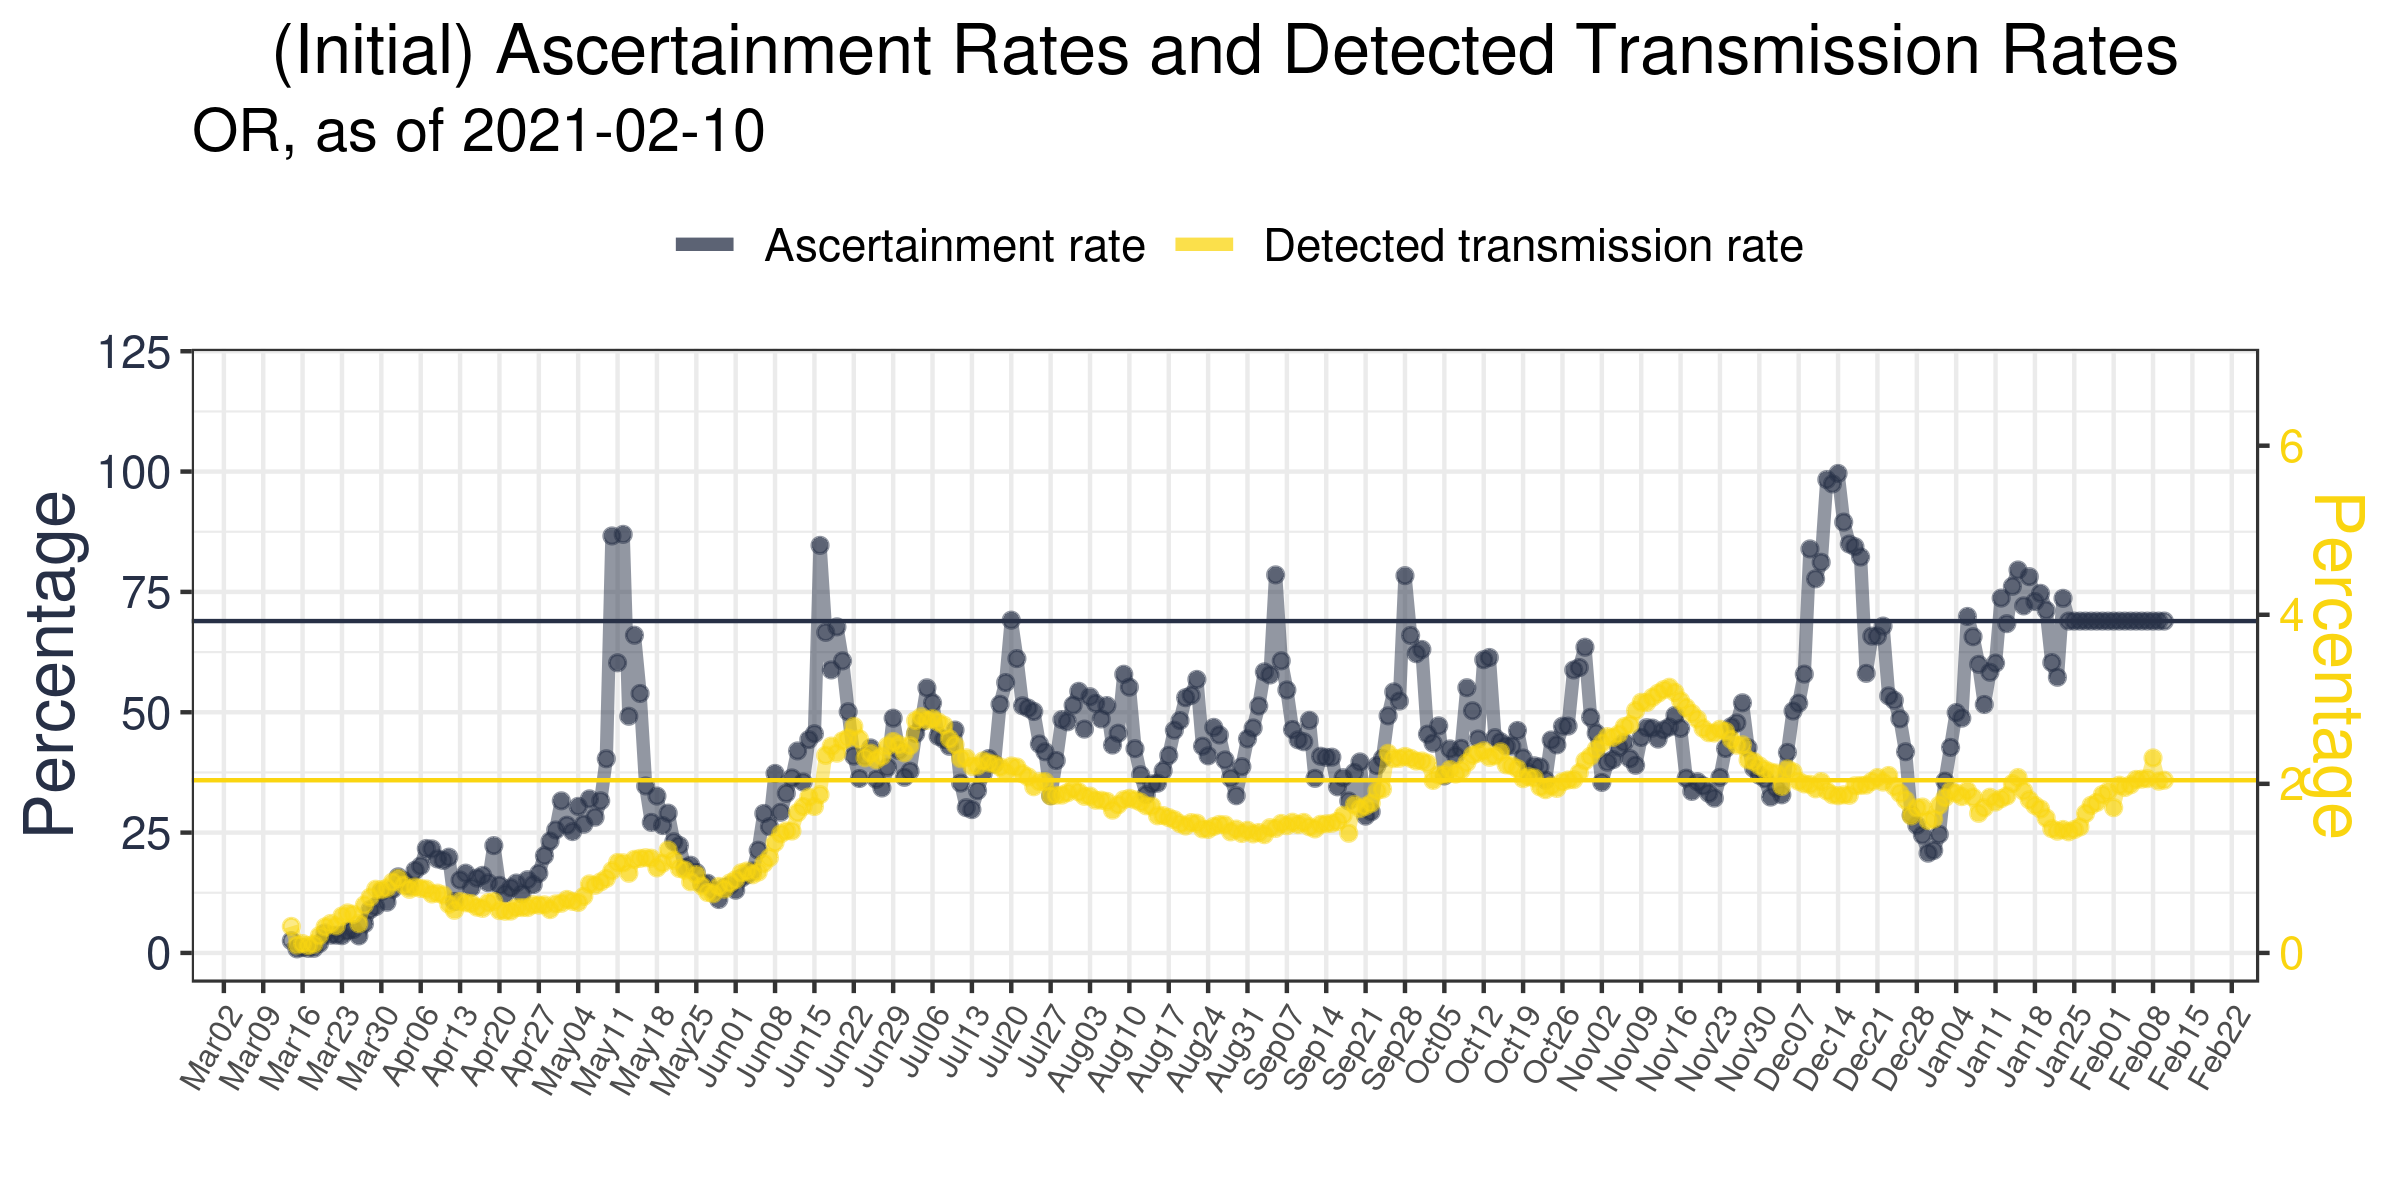 (Initial) Ascertainment Rates and Detected Transmission Rates
OR, as of 2021-02-10
Ascertainment rate
Detected transmission rate
Percentage
125
100
75
50
25
0
6
4
2
0
Percentage
Mar02
Mar09
Mar16
Mar23
Mar30
Apr06
Apr13
Apr20
Apr27
May04
May11
May18
May25
Jun01
Jun08
Jun15
Jun22
Jun29
Jul06
Jul13
Jul20
Jul27
Aug03
Aug10
Aug17
Aug24
Aug31
Sep07
Sep14
Sep21
Sep28
Oct05
Oct12
Oct19
Oct26
Nov02
Nov09
Nov16
Nov23
Nov30
Dec07
Dec14
Dec21
Dec28
Jan04
Jan11
Jan18
Jan25
Feb01
Feb08
Feb15
Feb22